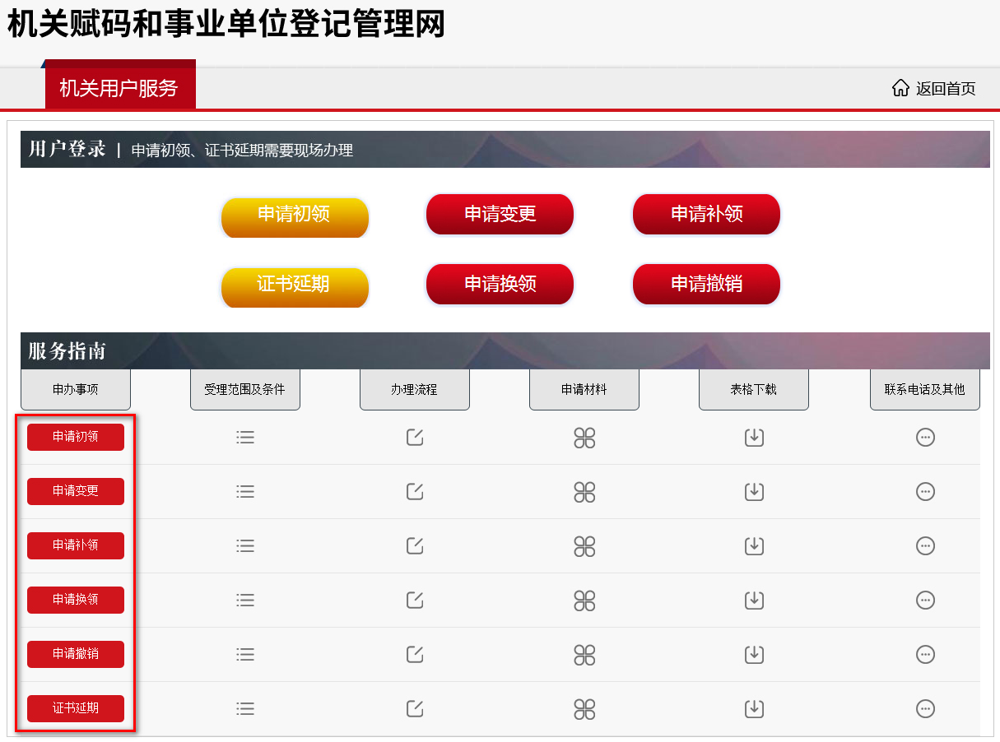 机关赋码和事业单位登记管理网
机关用户服务
返回首页
用户登录 | 申请初领、证书延期需要现场办理
申请初领 申请变更 申请补领
证书延期 申请换领 申请撤销
服务指南
申办事项 受理范围及条件 办理流程 申请材料 表格下载 联系电话及其他
申请初领
申请变更
申请补领
申请换领
申请撤销
证书延期